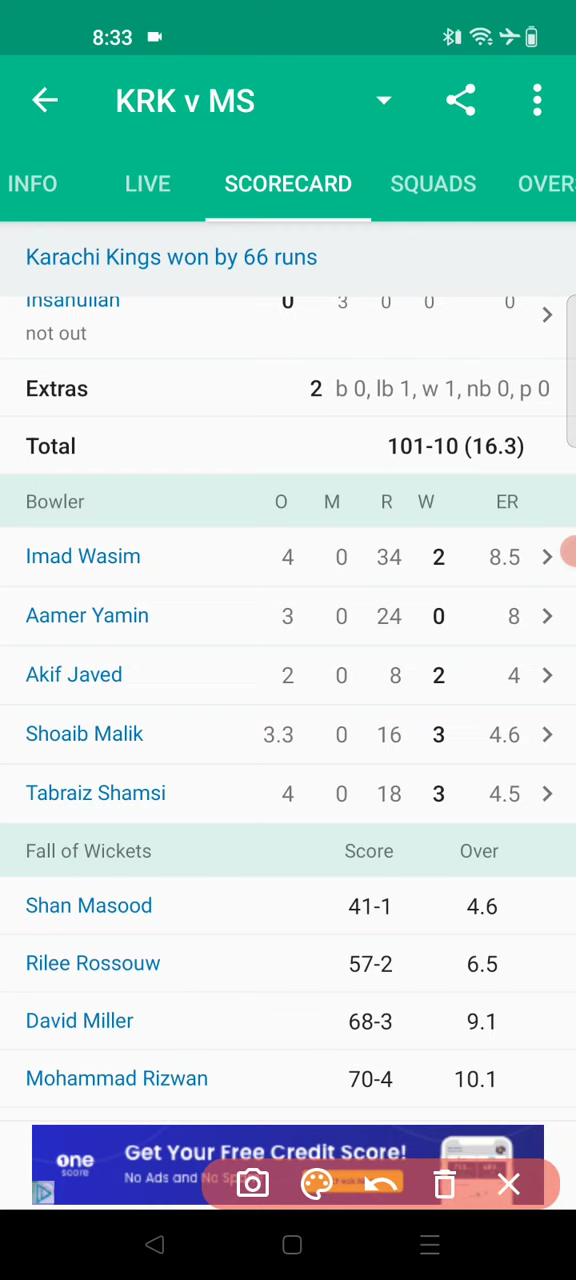 8:33
KRK v MS
INFO LIVE SCORECARD SQUADS OVERS
Karachi Kings won by 66 runs
Insanullah 0 3 0 0 0
not out
Extras 2 b 0, lb 1, w 1, nb 0, p 0
Total 101-10 (16.3)
Bowler O M R W ER
Imad Wasim 4 0 34 2 8.5
Aamer Yamin 3 0 24 0 8
Akif Javed 2 0 8 2 4
Shoaib Malik 3.3 0 16 3 4.6
Tabraiz Shamsi 4 0 18 3 4.5
Fall of Wickets Score Over
Shan Masood 41-1 4.6
Rilee Rossouw 57-2 6.5
David Miller 68-3 9.1
Mohammad Rizwan 70-4 10.1
one score
Get Your Free Credit Score!
No Ads and No